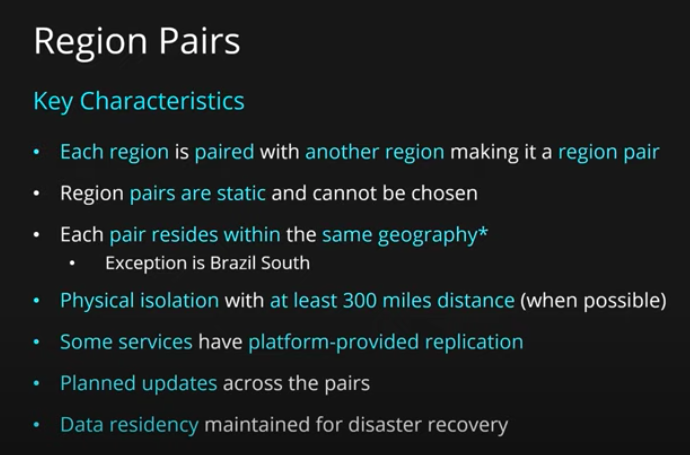 Region Pairs
Key Characteristics
• Each region is paired with another region making it a region pair
• Region pairs are static and cannot be chosen
• Each pair resides within the same geography*
• Exception is Brazil South
• Physical isolation with at least 300 miles distance (when possible)
• Some services have platform-provided replication
• Planned updates across the pairs
• Data residency maintained for disaster recovery